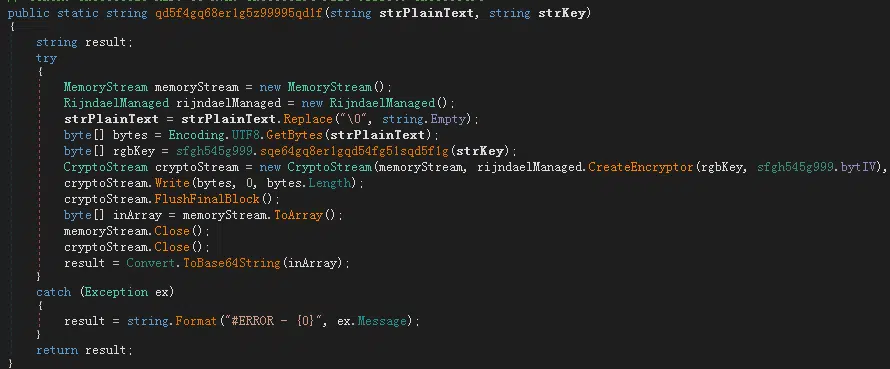 public static string qd5f4gq68er1g5z99995qd1f(string strPlainText, string strKey)
{
string result;
try
{
MemoryStream memoryStream = new MemoryStream();
RijndaelManaged rijndaelManaged = new RijndaelManaged();
strPlainText = strPlainText.Replace("\0", string.Empty);
byte[] bytes = Encoding.UTF8.GetBytes(strPlainText);
byte[] rgbKey = sfgh545g999.sqe64gq8er1gqd54fg51sqd5f1g(strKey);
CryptoStream cryptoStream = new CryptoStream(memoryStream, rijndaelManaged.CreateEncryptor(rgbKey, sfgh545g999.bytIV),
cryptoStream.Write(bytes, 0, bytes.Length);
cryptoStream.FlushFinalBlock();
byte[] inArray = memoryStream.ToArray();
memoryStream.Close();
cryptoStream.Close();
result = Convert.ToBase64String(inArray);
}
catch (Exception ex)
{
result = string.Format("#ERROR - {0}", ex.Message);
}
return result;
}